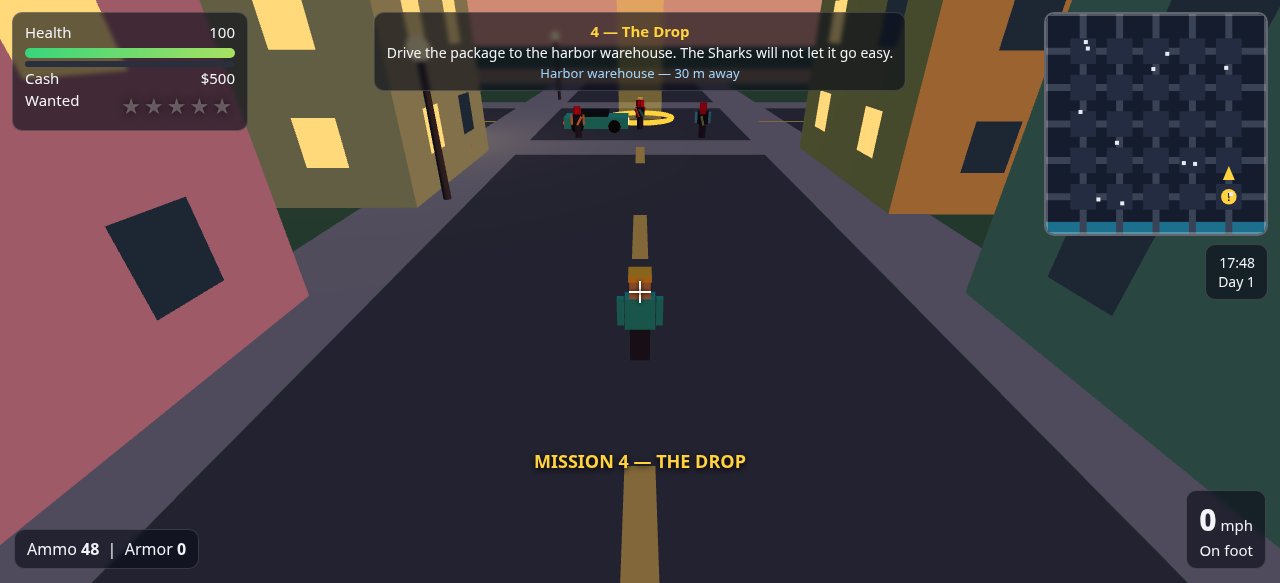 Health 100
Cash $500
Wanted ★★★★★
4 — The Drop
Drive the package to the harbor warehouse. The Sharks will not let it go easy.
Harbor warehouse — 30 m away
!
17:48
Day 1
MISSION 4 — THE DROP
Ammo 48 | Armor 0
0 mph
On foot